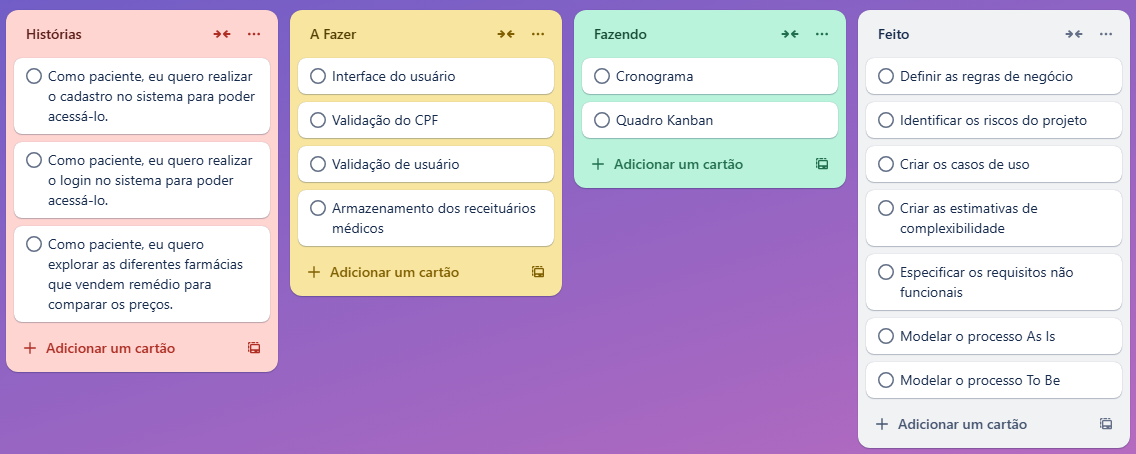 Histórias
Como paciente, eu quero realizar
o cadastro no sistema para poder
acessá-lo.
Como paciente, eu quero realizar
o login no sistema para poder
acessá-lo.
Como paciente, eu quero
explorar as diferentes farmácias
que vendem remédio para
comparar os preços.
Adicionar um cartão
A Fazer
Interface do usuário
Validação do CPF
Validação de usuário
Armazenamento dos receituários
médicos
Adicionar um cartão
Fazendo
Cronograma
Quadro Kanban
Adicionar um cartão
Feito
Definir as regras de negócio
Identificar os riscos do projeto
Criar os casos de uso
Criar as estimativas de
complexibilidade
Especificar os requisitos não
funcionais
Modelar o processo As Is
Modelar o processo To Be
Adicionar um cartão